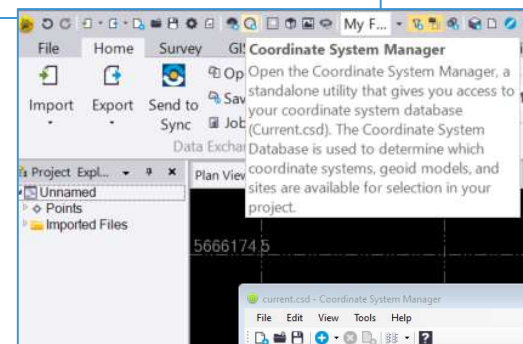 My F...
File Home Survey GI
Coordinate System Manager
Open the Coordinate System Manager, a
standalone utility that gives you access to
your coordinate system database
(Current.csd). The Coordinate System
Database is used to determine which
coordinate systems, geoid models, and
sites are available for selection in your
project.
Import Export Send to
Sync
Op
Sav
Job
Data Exchan
Project Expl...
Plan View
Unnamed
Points
Imported Files
5666174.5
current.csd - Coordinate System Manager
File Edit View Tools Help